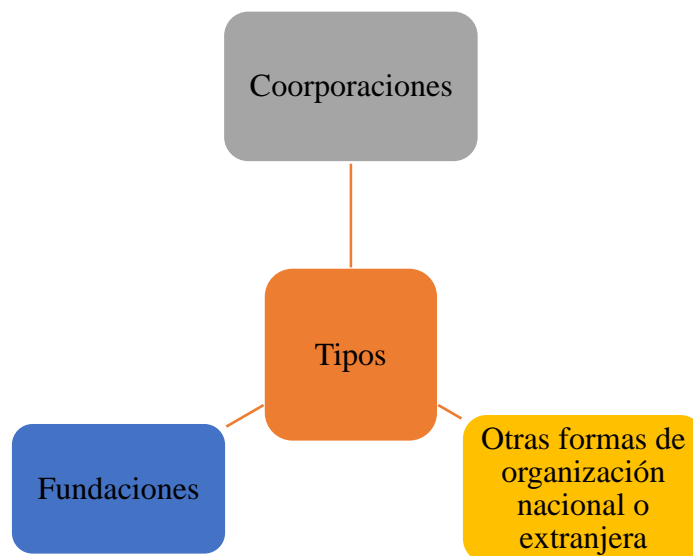 Coorporaciones
Tipos
Fundaciones
Otras formas de
organización
nacional o
extranjera